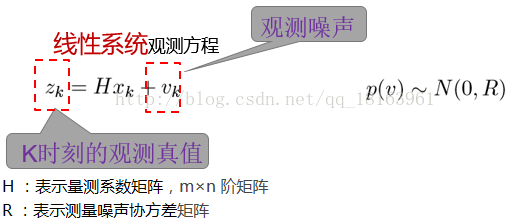 观测噪声
线性系统观测方程
z_k = Hx_k + v_k    p(v) ∼ N(0, R)
http://blog.csdn.net/qq_18163961
K时刻的观测真值
H ：表示量测系数矩阵，m×n 阶矩阵
R ：表示测量噪声协方差矩阵